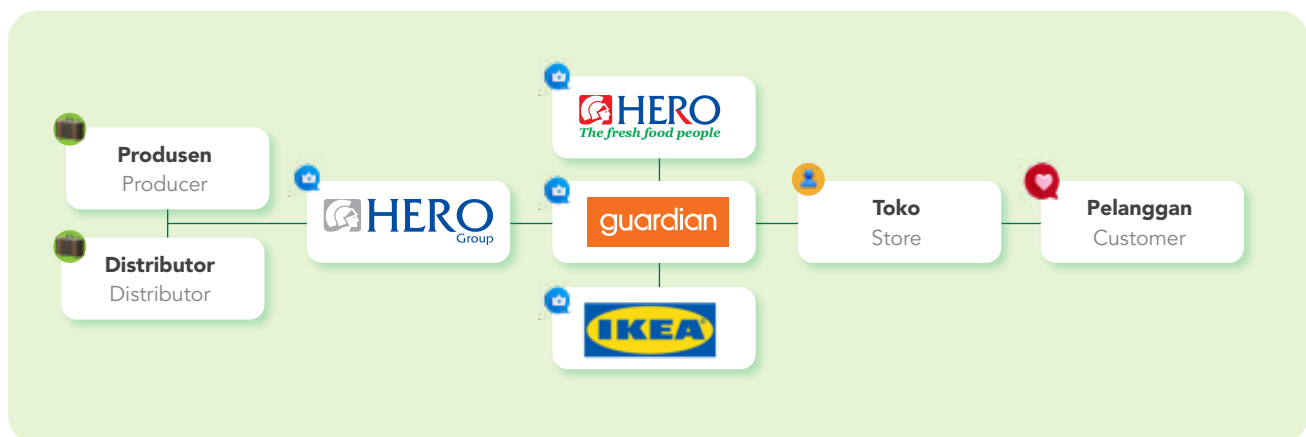 Produsen
Producer
Distributor
Distributor
HERO
Group
HERO
The fresh food people
guardian
IKEA
Toko
Store
Pelanggan
Customer